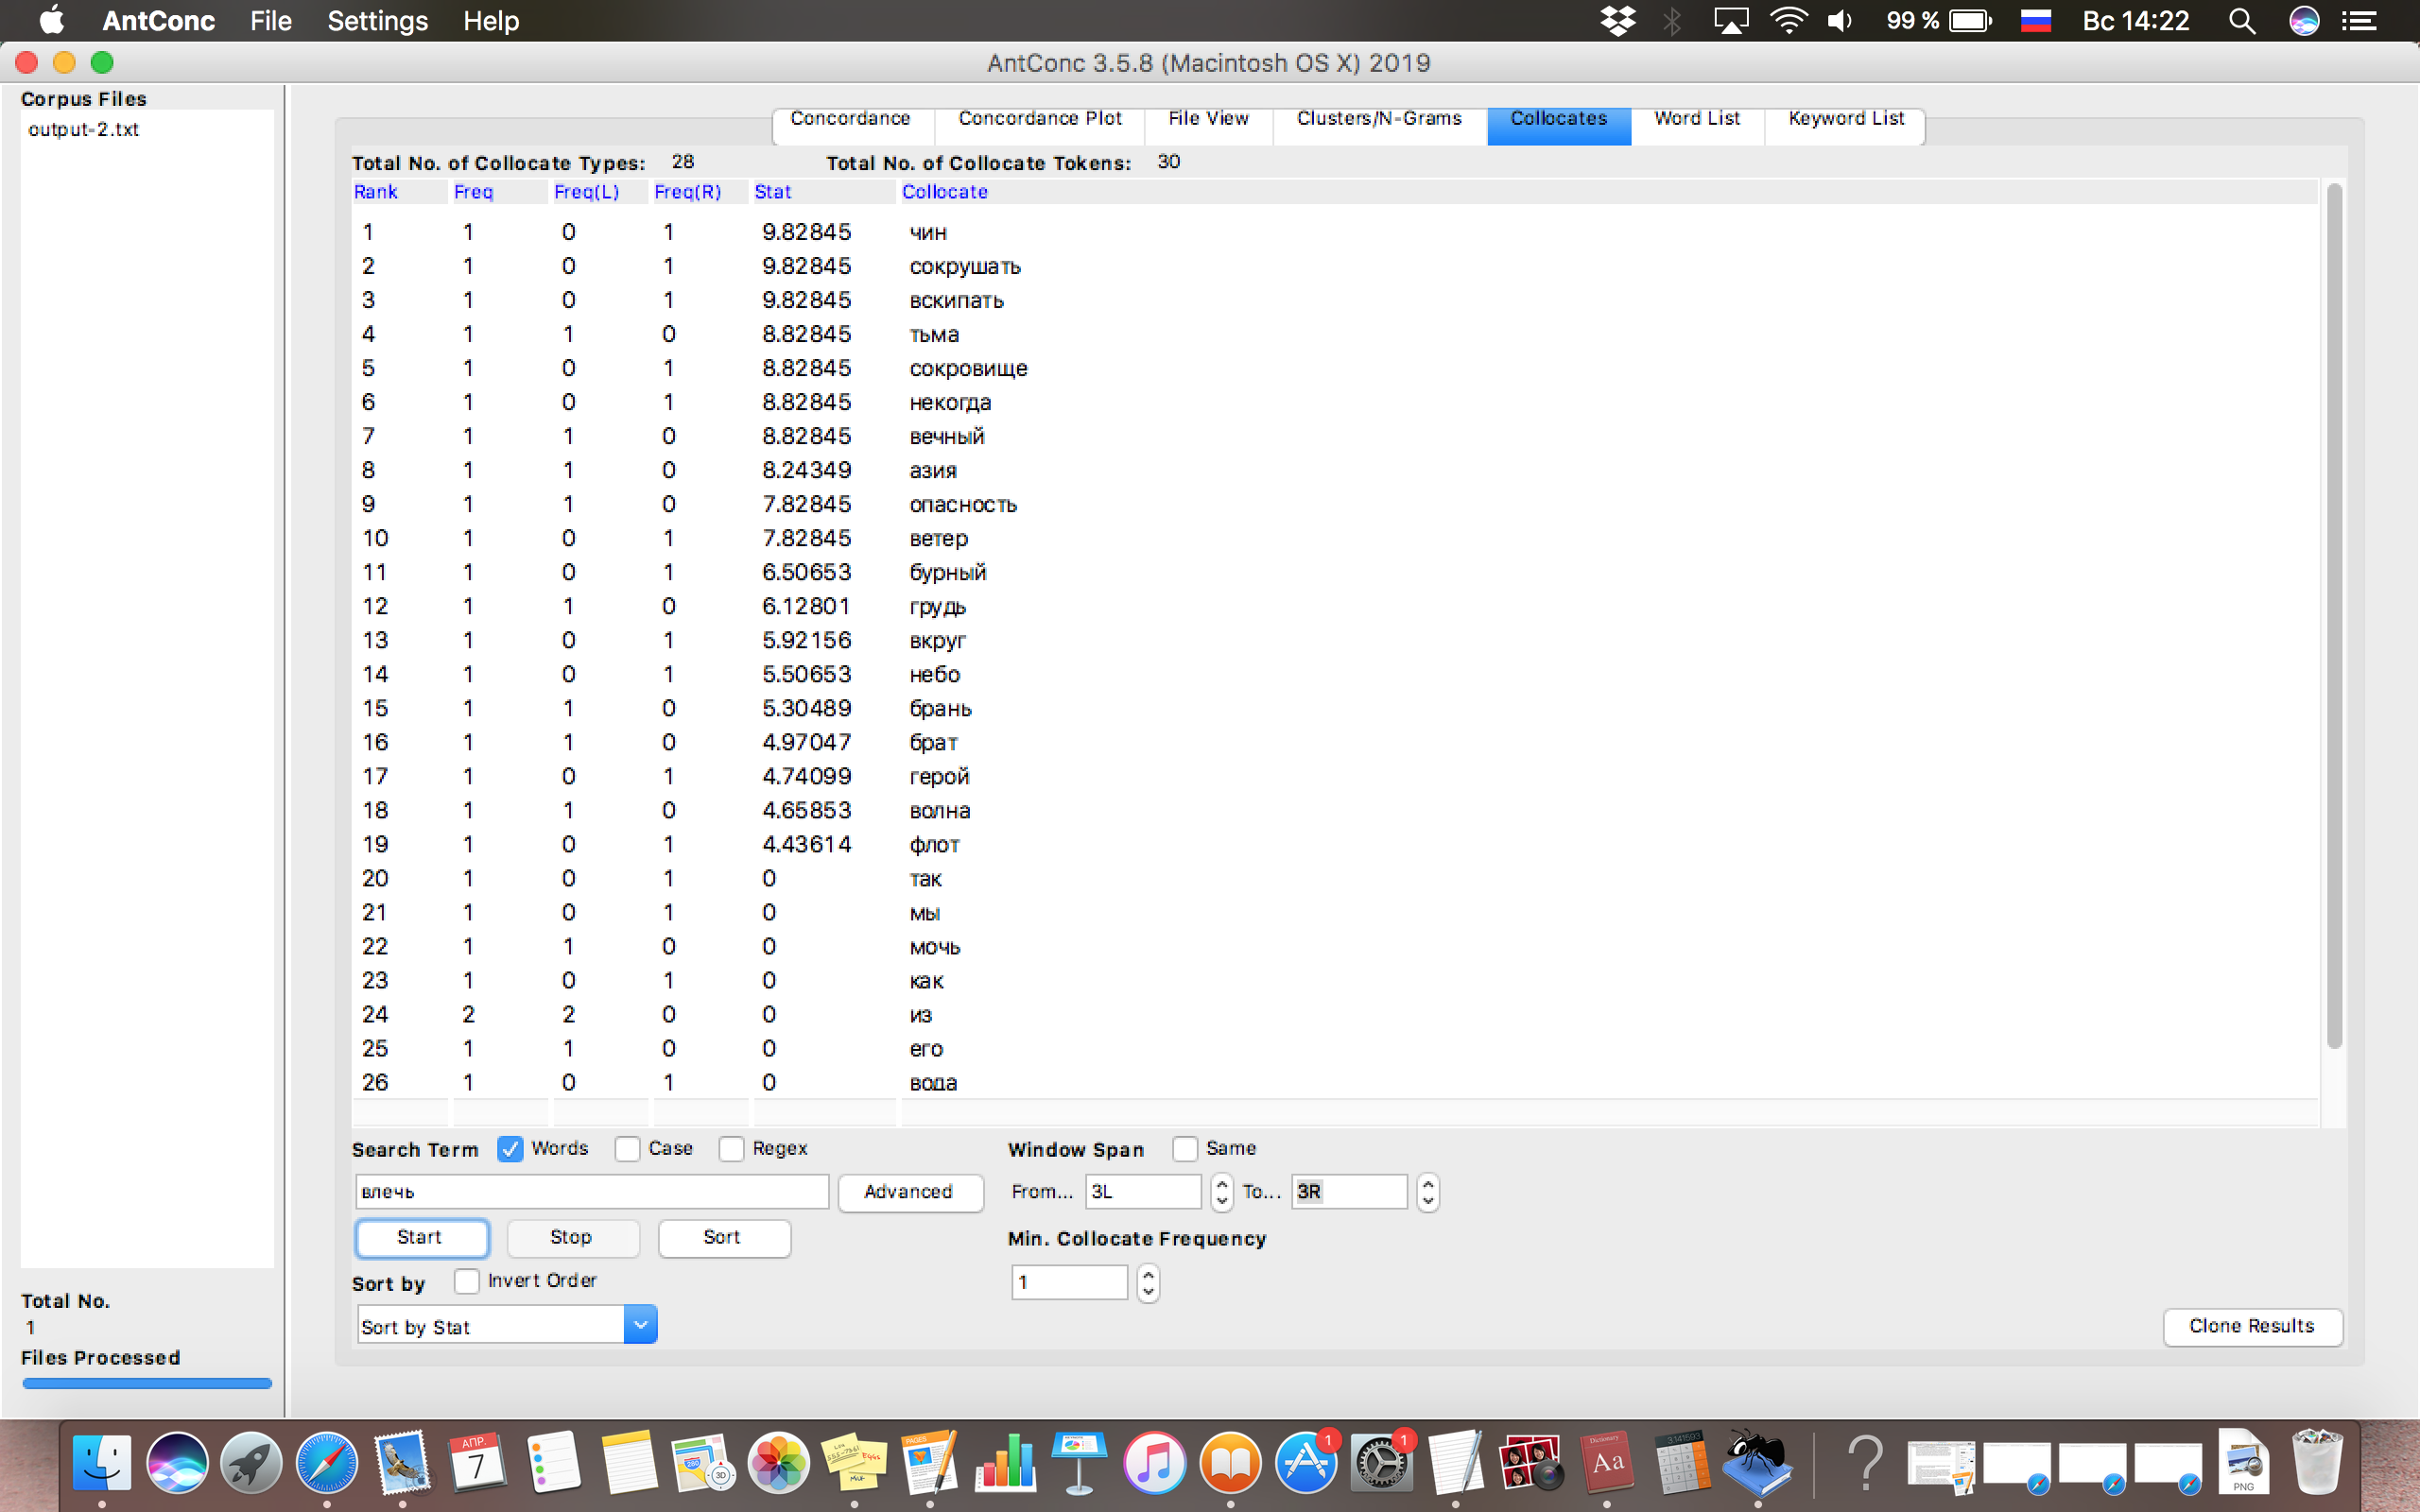 AntConc File Settings Help 99 % Вс 14:22
AntConc 3.5.8 (Macintosh OS X) 2019
Corpus Files
output-2.txt
Concordance Concordance Plot File View Clusters/N-Grams Collocates Word List Keyword List
Total No. of Collocate Types: 28 Total No. of Collocate Tokens: 30
Rank Freq Freq(L) Freq(R) Stat Collocate
1 1 0 1 9.82845 чин
2 1 0 1 9.82845 сокрушать
3 1 0 1 9.82845 вскипать
4 1 1 0 8.82845 тьма
5 1 0 1 8.82845 сокровище
6 1 0 1 8.82845 некогда
7 1 1 0 8.82845 вечный
8 1 1 0 8.24349 азия
9 1 1 0 7.82845 опасность
10 1 0 1 7.82845 ветер
11 1 0 1 6.50653 бурный
12 1 1 0 6.12801 грудь
13 1 0 1 5.92156 вкруг
14 1 0 1 5.50653 небо
15 1 1 0 5.30489 брань
16 1 1 0 4.97047 брат
17 1 0 1 4.74099 герой
18 1 1 0 4.65853 волна
19 1 0 1 4.43614 флот
20 1 0 1 0 так
21 1 0 1 0 мы
22 1 1 0 0 мочь
23 1 0 1 0 как
24 2 2 0 0 из
25 1 1 0 0 его
26 1 0 1 0 вода
Search Term Words Case Regex Window Span Same
влечь Advanced From... 3L To... 3R
Start Stop Sort Min. Collocate Frequency
Sort by Invert Order 1
Sort by Stat
Clone Results
Total No.
1
Files Processed
АПР.
7
280
3D
PAGES
1
1
Dictionary
Aa
3.141593
PNG